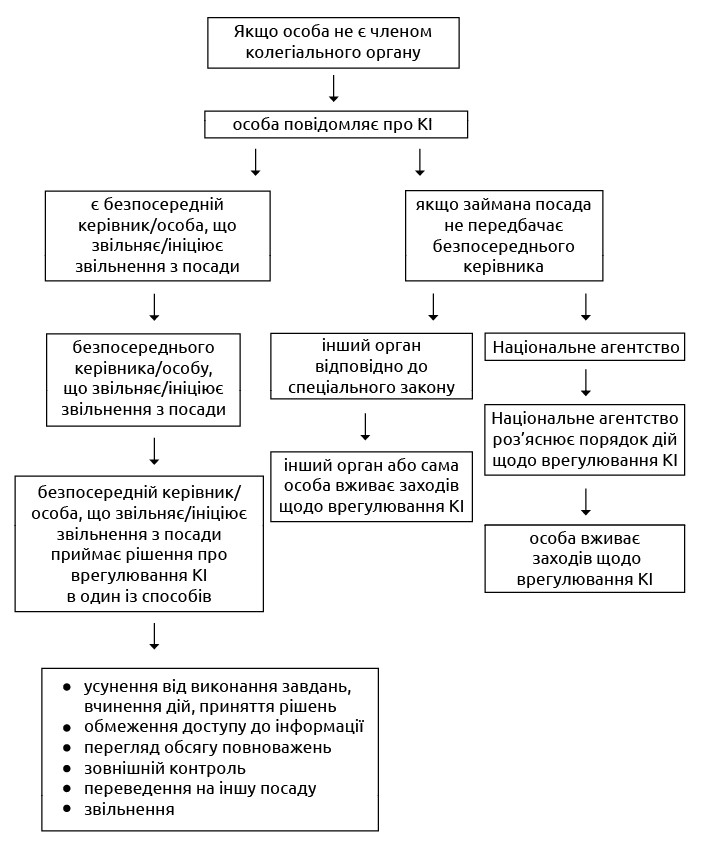 Якщо особа не є членом
колегіального органу
особа повідомляє про КІ
є безпосередній
керівник/особа, що
звільняє/ініціює
звільнення з посади
якщо займана посада
не передбачає
безпосереднього
керівника
безпосереднього
керівника/особу,
що звільняє/ініціює
звільнення з посади
інший орган
відповідно до
спеціального закону
Національне агентство
безпосередній керівник/
особа, що звільняє/ініціює
звільнення з посади
приймає рішення про
врегулювання КІ
в один із способів
інший орган або сама
особа вживає заходів
щодо врегулювання КІ
Національне агентство
роз’яснює порядок дій
щодо врегулювання КІ
особа вживає
заходів щодо
врегулювання КІ
● усунення від виконання завдань,
вчинення дій, приняття рішень
● обмеження доступу до інформації
● перегляд обсягу повноважень
● зовнішній контроль
● переведення на іншу посаду
● звільнення